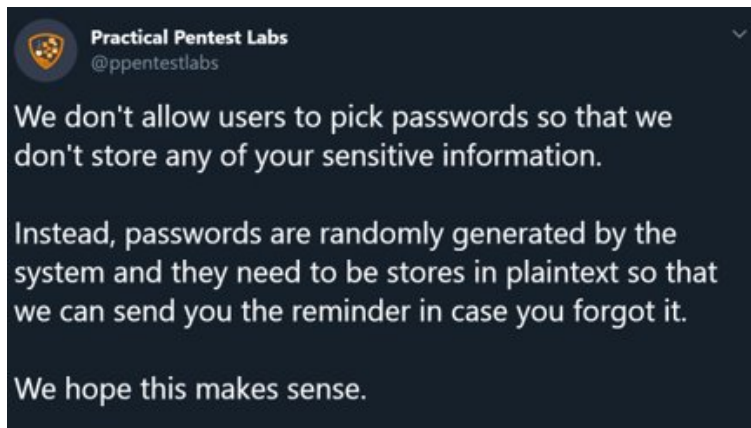 Practical Pentest Labs
@ppentestlabs
We don't allow users to pick passwords so that we
don't store any of your sensitive information.
Instead, passwords are randomly generated by the
system and they need to be stores in plaintext so that
we can send you the reminder in case you forgot it.
We hope this makes sense.